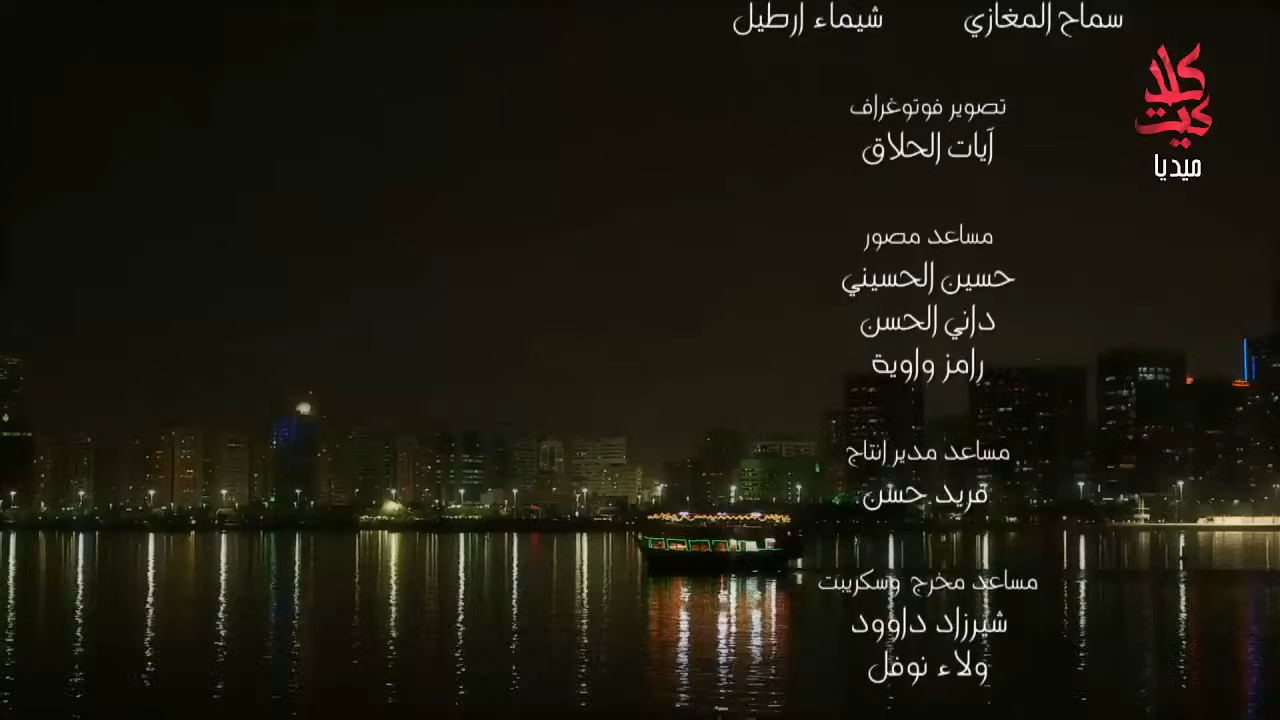 سماح المغازي شيماء ارطيل
كلاكيت
ميديا
تصوير فوتوغراف
آيات الحلاق
مساعد مصور
حسين الحسيني
داني الحسن
رامز واوية
مساعد مدير إنتاج
فريد حسن
مساعد مخرج وسكريبت
شيرزاد داوود
ولاء نوفل